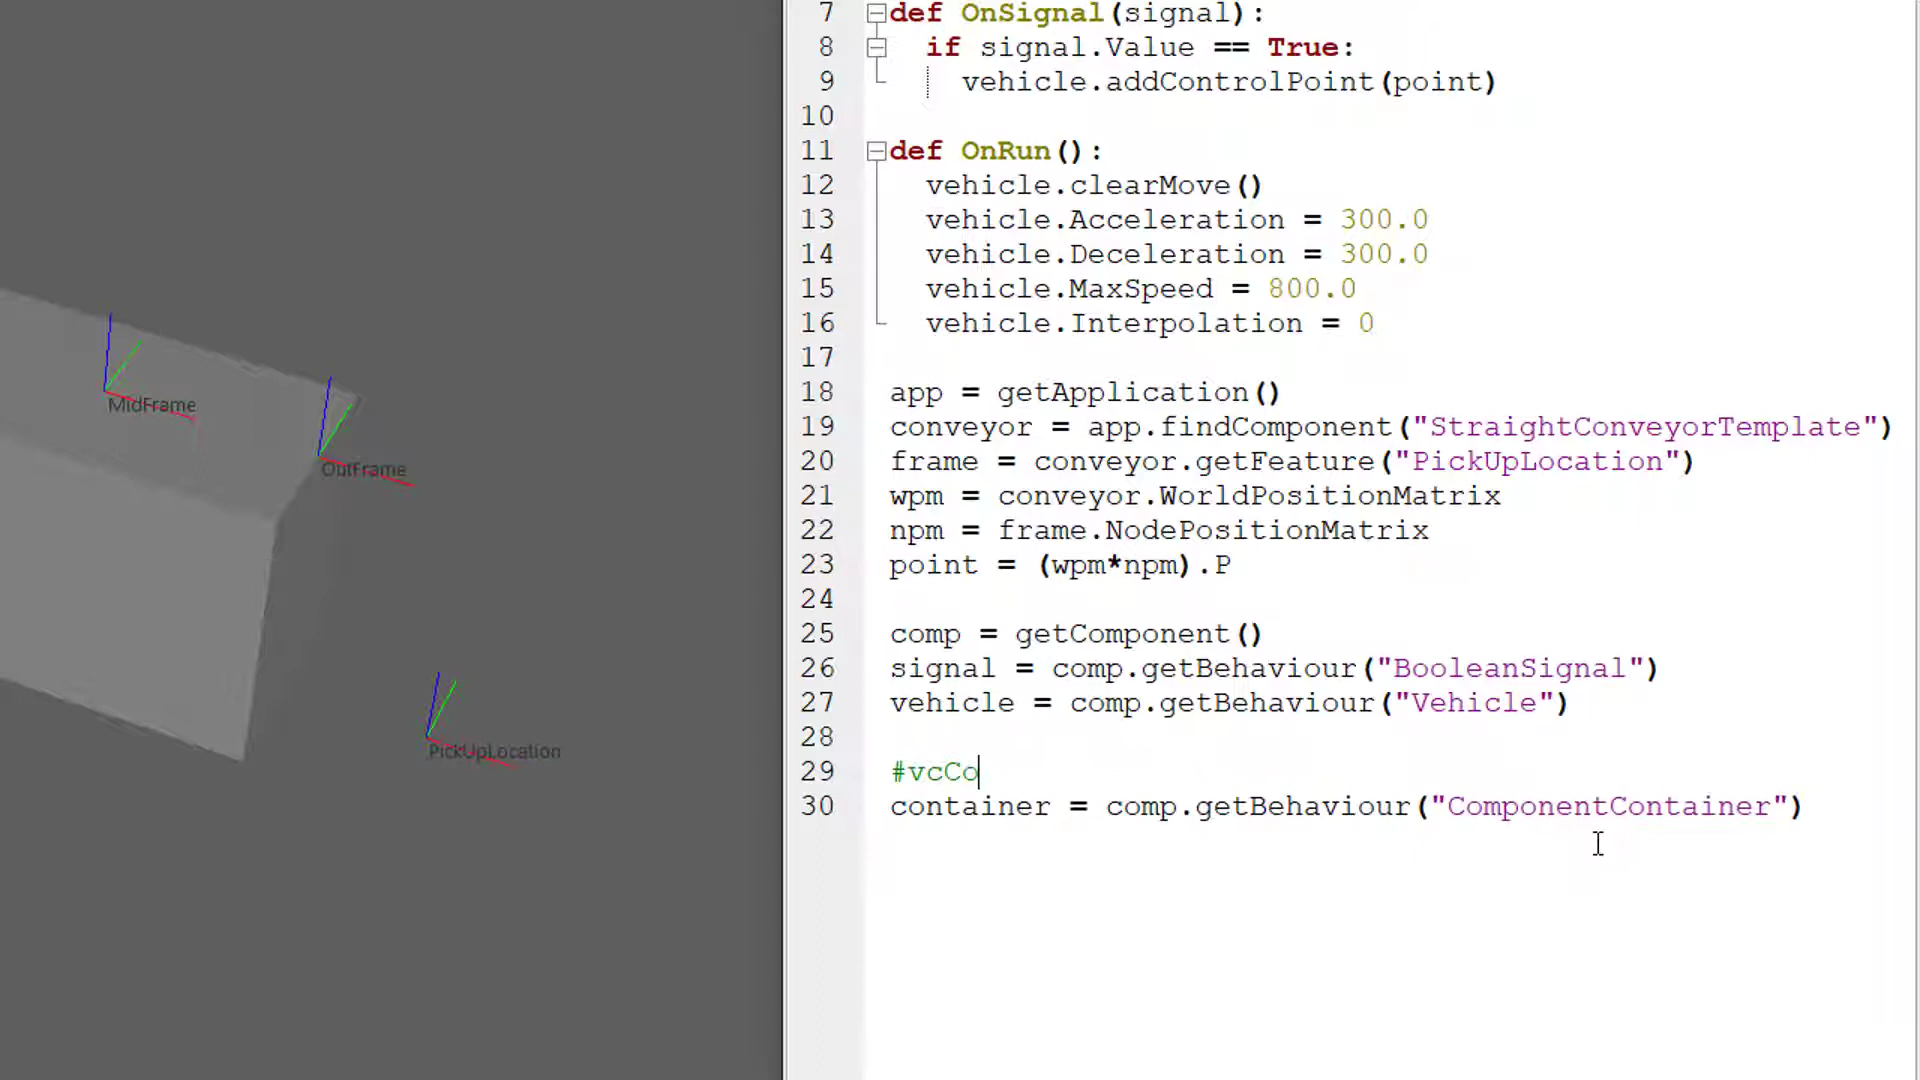 MidFrame
OutFrame
PickUpLocation
7 def OnSignal(signal):
8 if signal.Value == True:
9 vehicle.addControlPoint(point)
10
11 def OnRun():
12 vehicle.clearMove()
13 vehicle.Acceleration = 300.0
14 vehicle.Deceleration = 300.0
15 vehicle.MaxSpeed = 800.0
16 vehicle.Interpolation = 0
17
18 app = getApplication()
19 conveyor = app.findComponent("StraightConveyorTemplate")
20 frame = conveyor.getFeature("PickUpLocation")
21 wpm = conveyor.WorldPositionMatrix
22 npm = frame.NodePositionMatrix
23 point = (wpm*npm).P
24
25 comp = getComponent()
26 signal = comp.getBehaviour("BooleanSignal")
27 vehicle = comp.getBehaviour("Vehicle")
28
29 #vcCo
30 container = comp.getBehaviour("ComponentContainer")